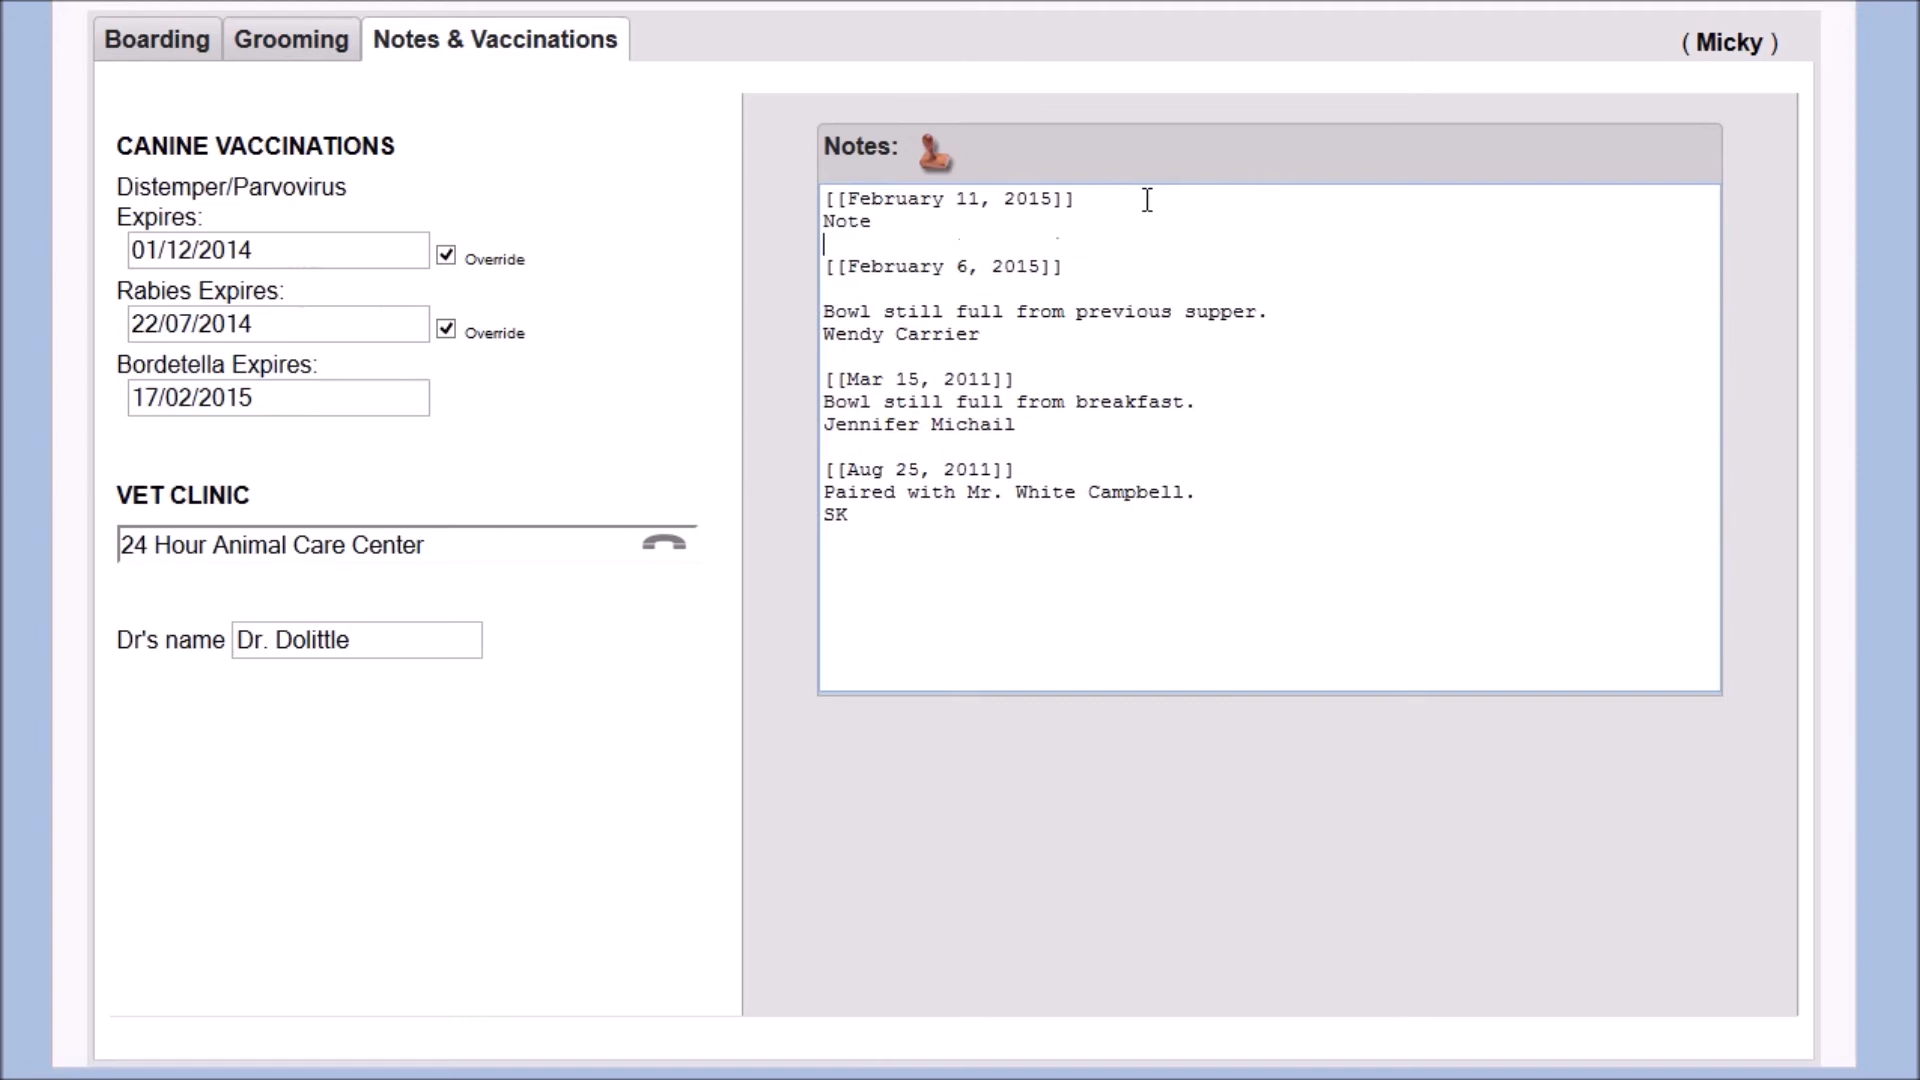 Boarding Grooming Notes & Vaccinations ( Micky )
CANINE VACCINATIONS
Distemper/Parvovirus
Expires:
01/12/2014 Override
Rabies Expires:
22/07/2014 Override
Bordetella Expires:
17/02/2015
VET CLINIC
24 Hour Animal Care Center
Dr's name Dr. Dolittle
Notes:
[[February 11, 2015]]
Note
[[February 6, 2015]]
Bowl still full from previous supper.
Wendy Carrier
[[Mar 15, 2011]]
Bowl still full from breakfast.
Jennifer Michail
[[Aug 25, 2011]]
Paired with Mr. White Campbell.
SK